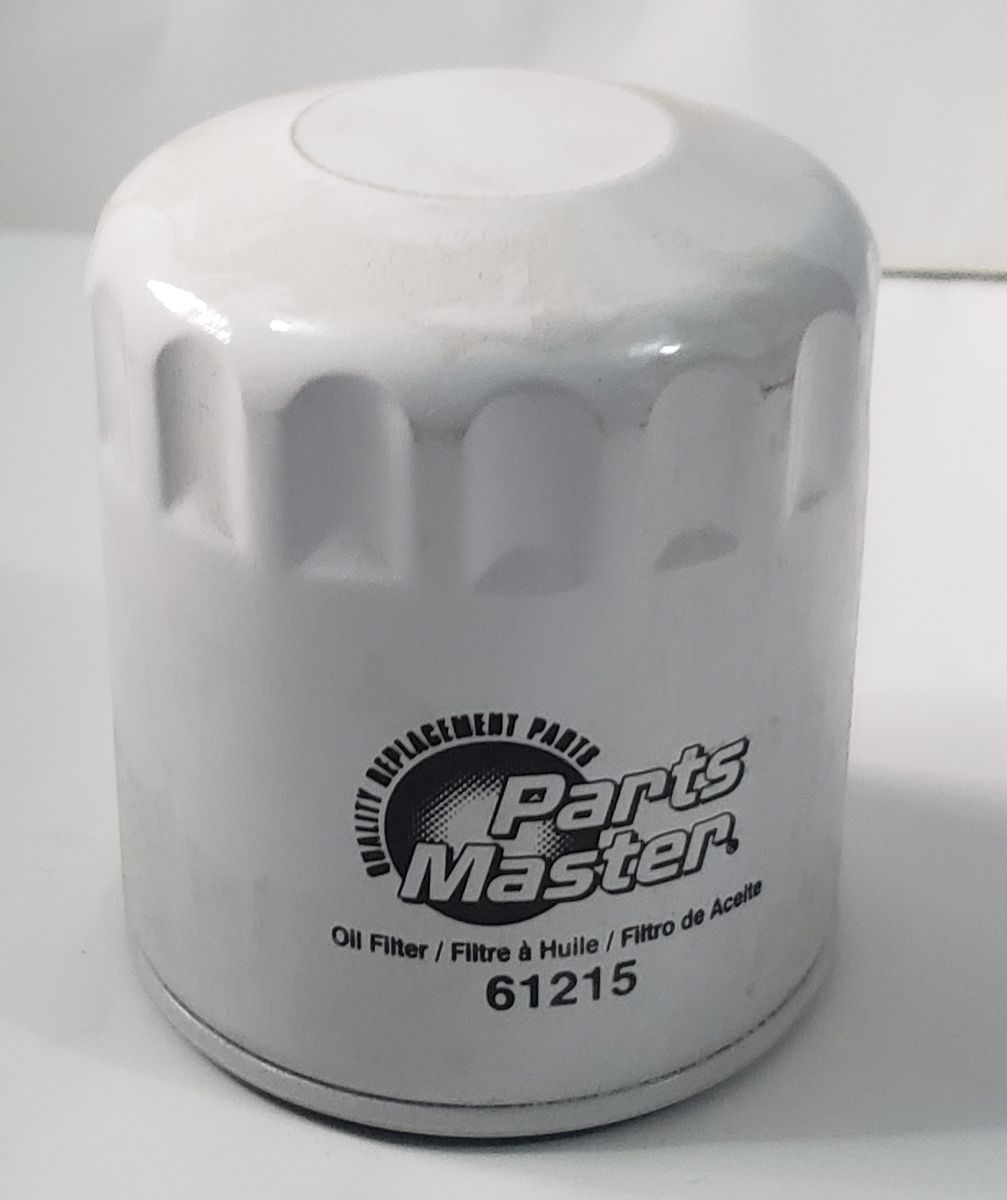 QUALITY REPLACEMENT PARTS
Parts
Master®
Oil Filter / Filtre à Huile / Filtro de Aceite
61215